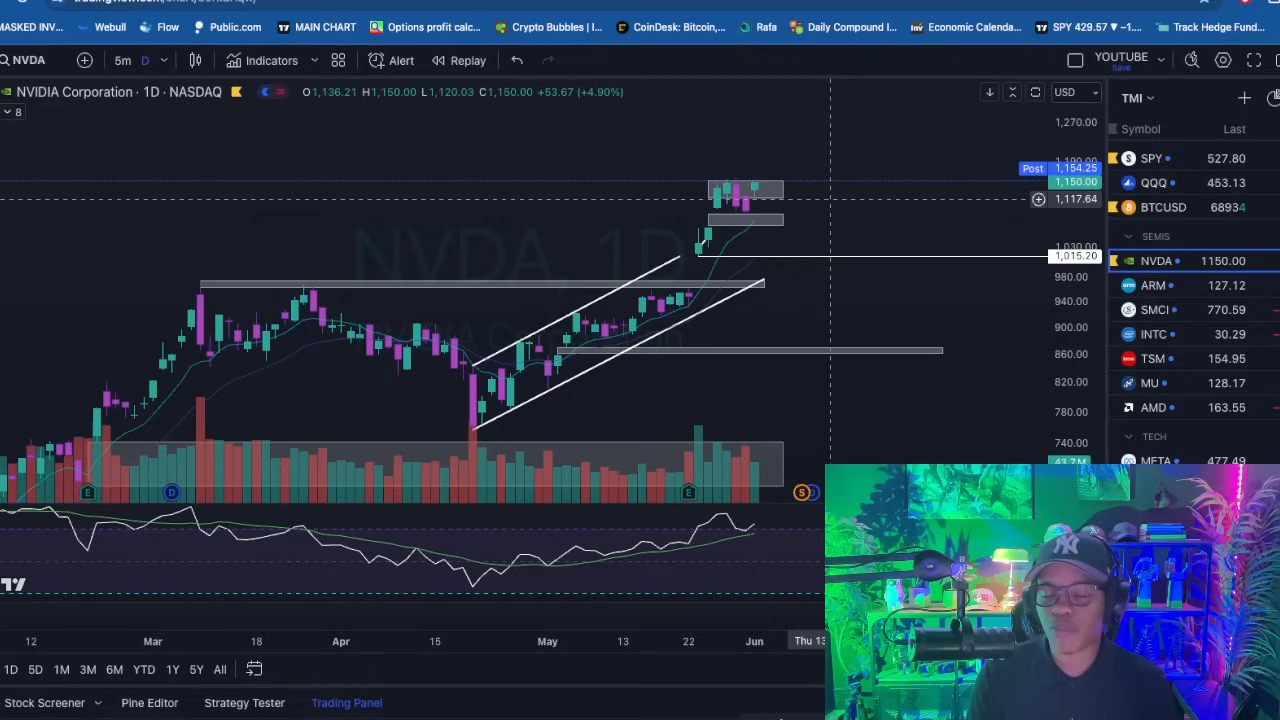 MASKED INV...
Webull
Flow
Public.com
MAIN CHART
Options profit calc...
Crypto Bubbles | I...
CoinDesk: Bitcoin,...
Rafa
Daily Compound I...
Economic Calenda...
SPY 429.57 ▼ −1....
Track Hedge Fund...
NVDA
5m
D
Indicators
Alert
Replay
YOUTUBE
Save
NVIDIA Corporation · 1D · NASDAQ
O1,136.21 H1,150.00 L1,120.03 C1,150.00 +53.67 (+4.90%)
USD
8
TMI
Symbol
Last
1,270.00
SPY
527.80
Post
1,154.25
1,150.00
QQQ
453.13
1,117.64
BTCUSD
68934
NVDA, 1D
SEMIS
1,030.00
1,015.20
NVDA
1150.00
980.00
ARM
127.12
940.00
SMCI
770.59
900.00
INTC
30.29
860.00
TSM
154.95
820.00
MU
128.17
780.00
AMD
163.55
740.00
TECH
43.7M
META
477.49
E
D
E
S
12
Mar
18
Apr
15
May
13
22
Jun
Thu 13
1D
5D
1M
3M
6M
YTD
1Y
5Y
All
Stock Screener
Pine Editor
Strategy Tester
Trading Panel